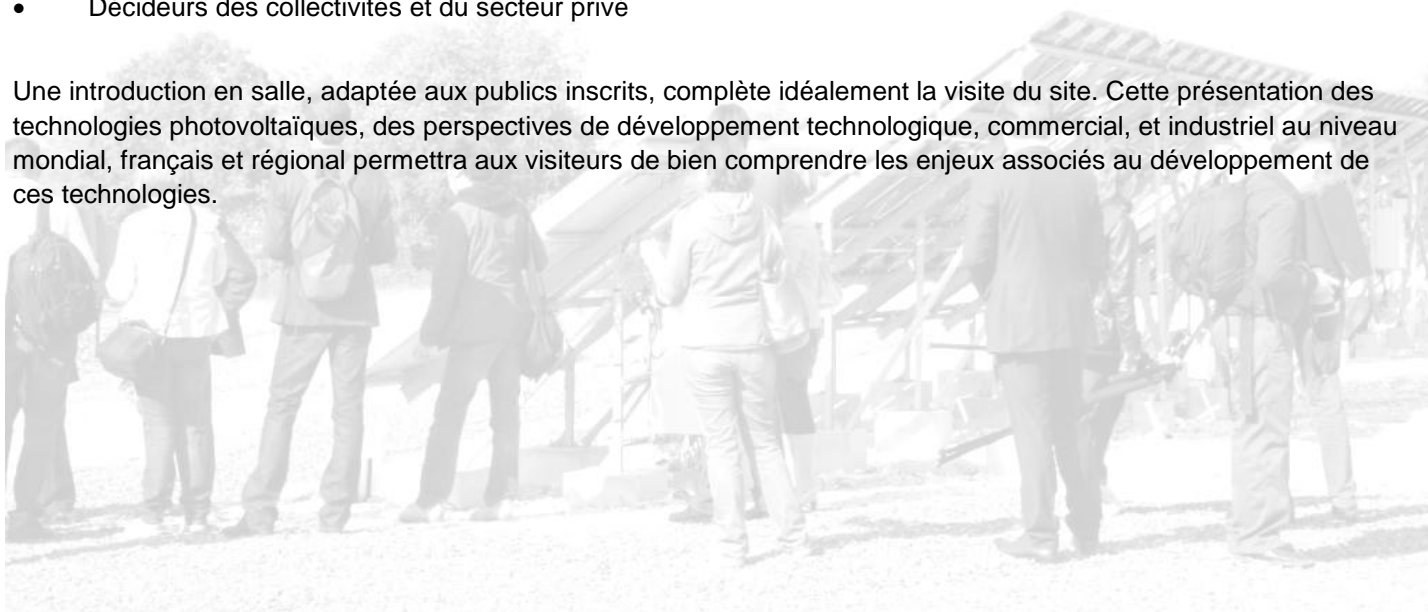 • Décideurs des collectivités et du secteur privé
Une introduction en salle, adaptée aux publics inscrits, complète idéalement la visite du site. Cette présentation des
technologies photovoltaïques, des perspectives de développement technologique, commercial, et industriel au niveau
mondial, français et régional permettra aux visiteurs de bien comprendre les enjeux associés au développement de
ces technologies.